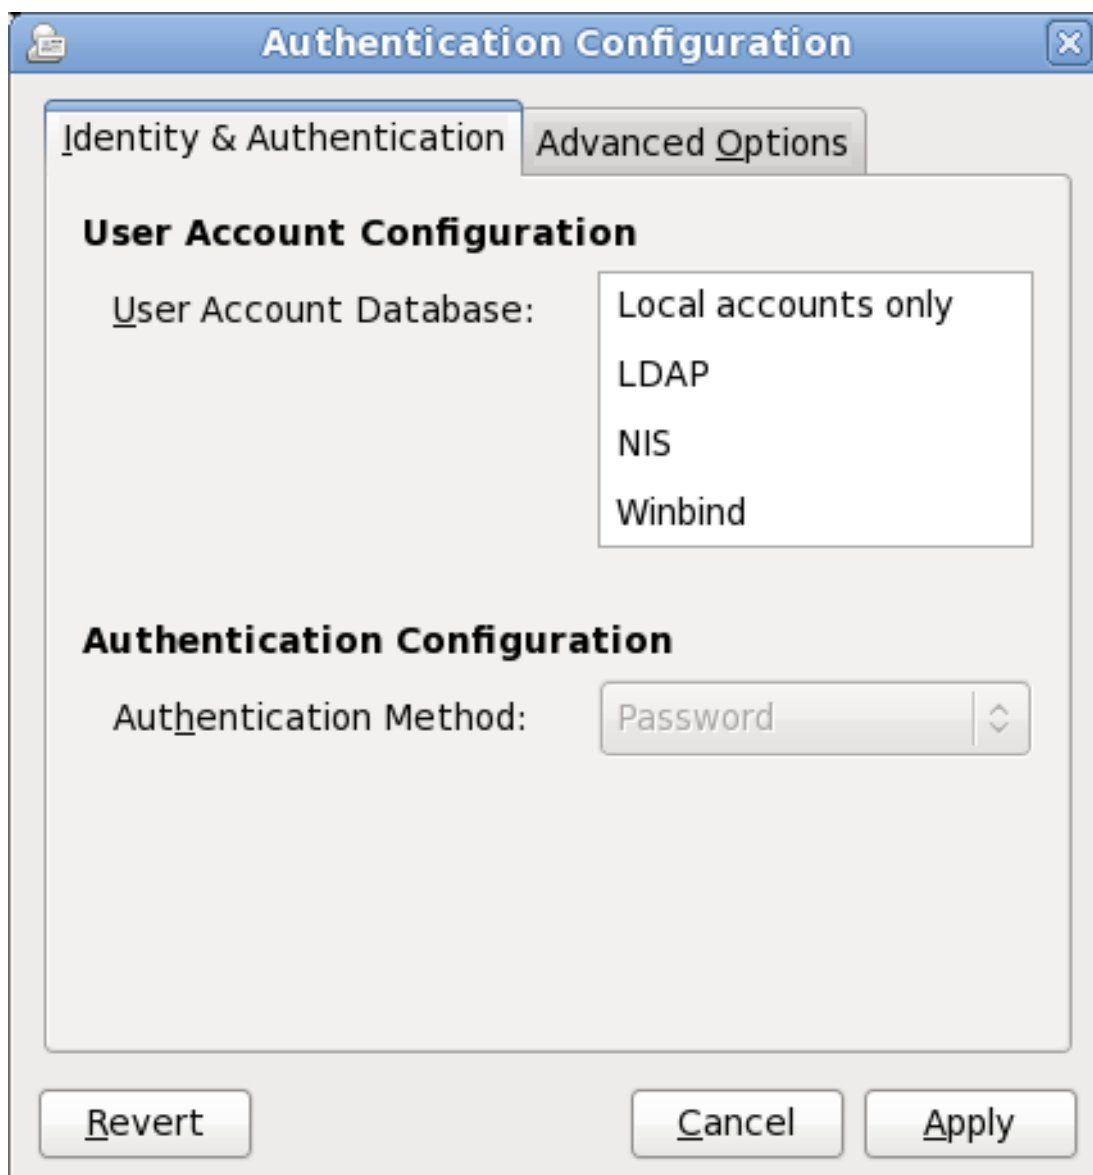 Authentication Configuration
Identity & Authentication
Advanced Options
User Account Configuration
User Account Database:
Local accounts only
LDAP
NIS
Winbind
Authentication Configuration
Authentication Method:
Password
Revert
Cancel
Apply